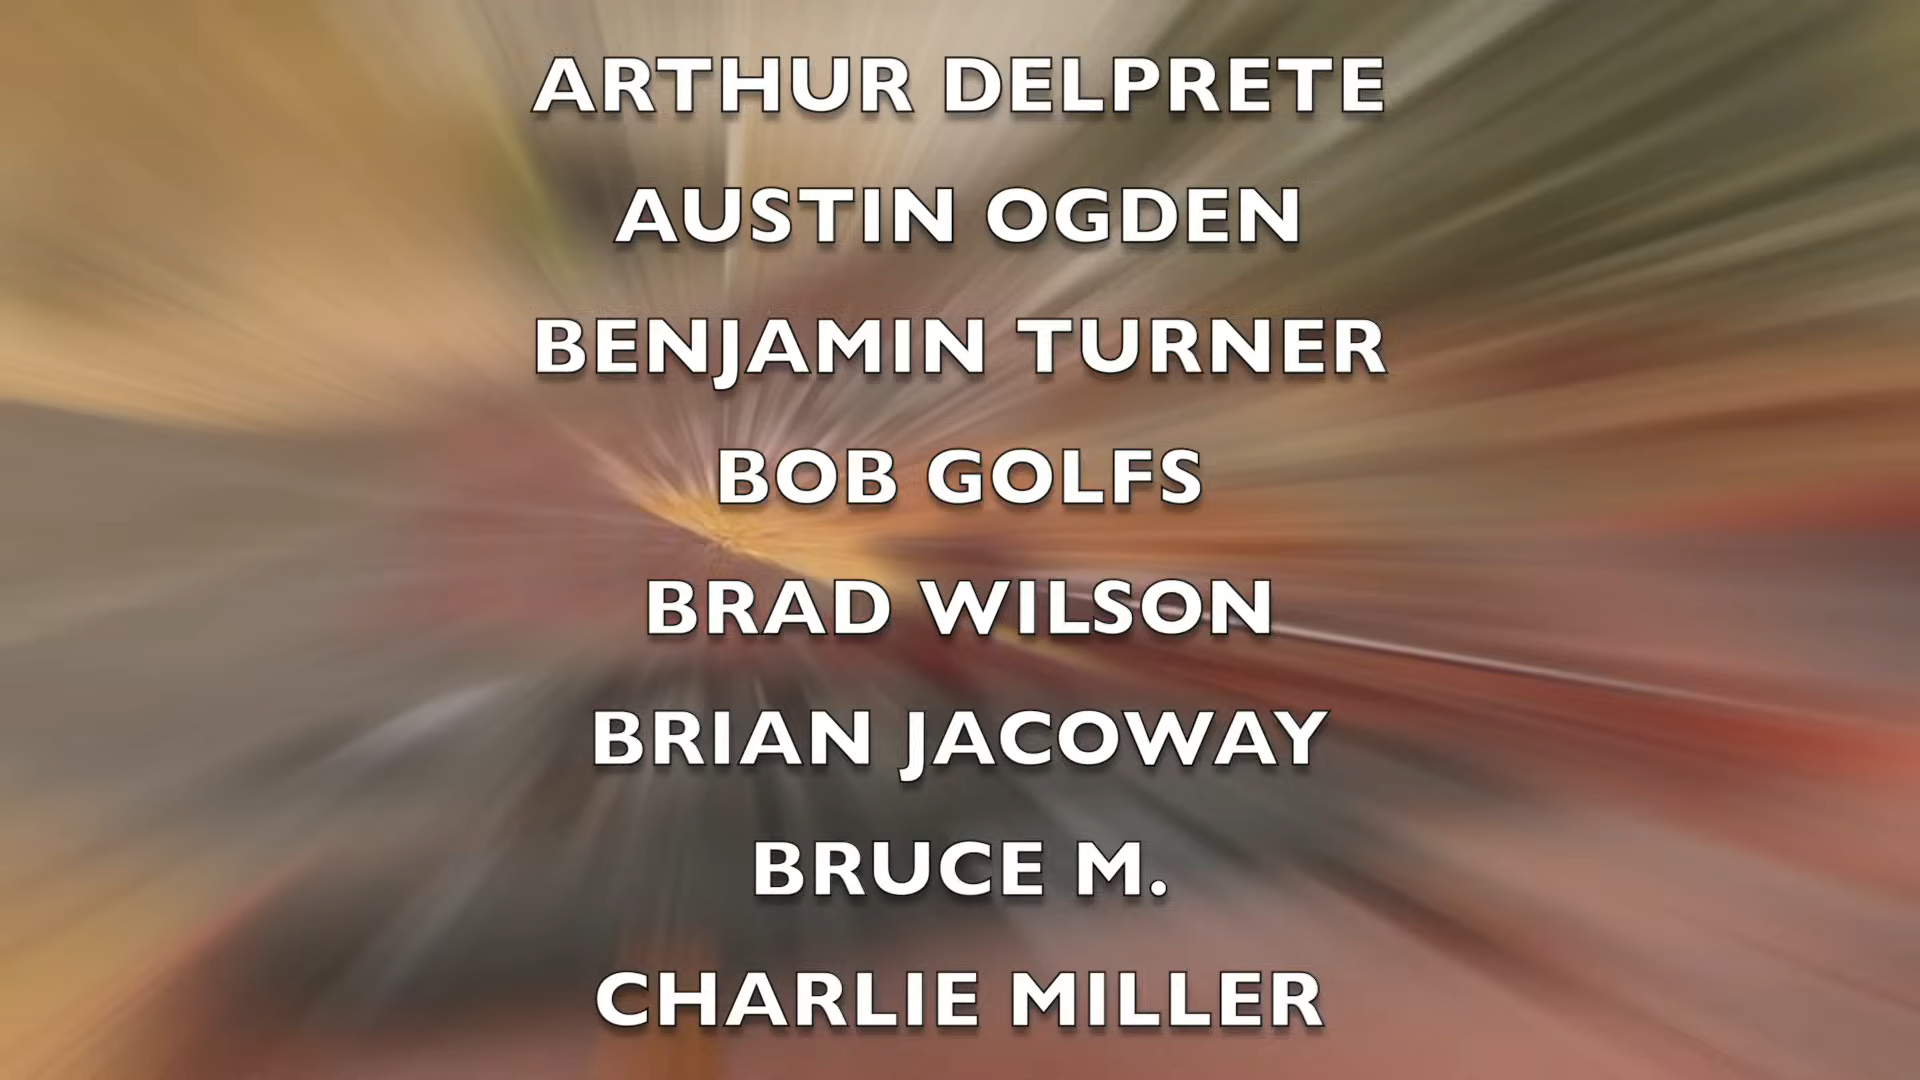 ARTHUR DELPRETE
AUSTIN OGDEN
BENJAMIN TURNER
BOB GOLFS
BRAD WILSON
BRIAN JACOWAY
BRUCE M.
CHARLIE MILLER